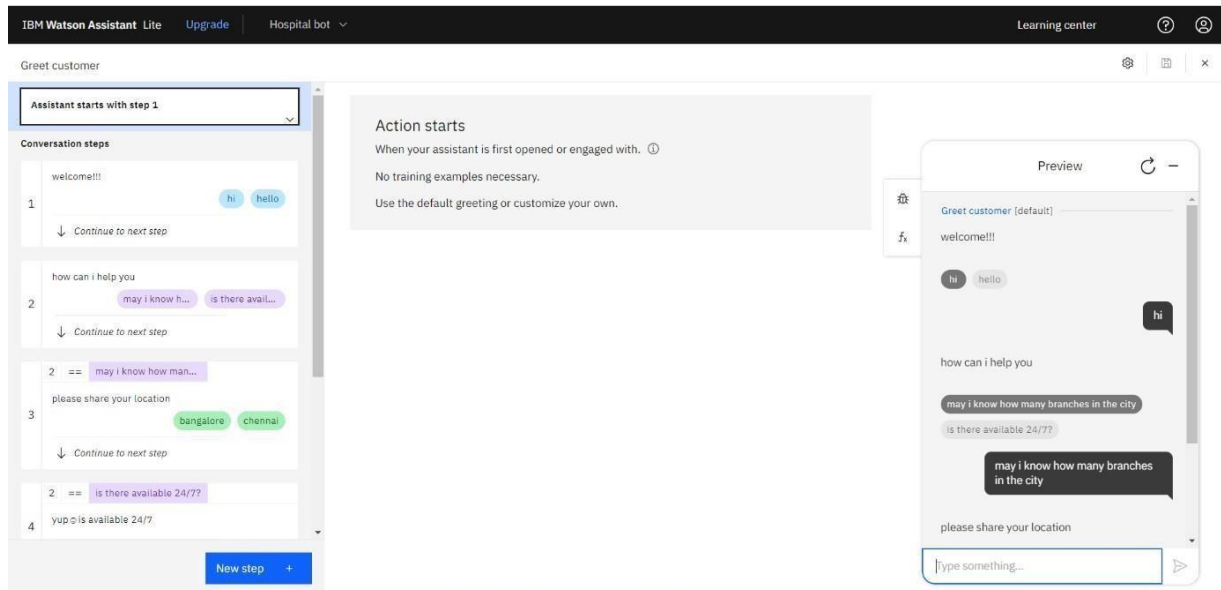 IBM Watson Assistant Lite Upgrade Hospital bot Learning center
Greet customer
Assistant starts with step 1
Conversation steps
1
welcome!!!
hi hello
Continue to next step
2
how can i help you
may i know h... is there avail...
Continue to next step
3
2 == may i know how man...
please share your location
bangalore chennai
Continue to next step
4
2 == is there available 24/7?
yup☺is available 24/7
New step +
Action starts
When your assistant is first opened or engaged with.
No training examples necessary.
Use the default greeting or customize your own.
fx
Preview
Greet customer [default]
welcome!!!
hi hello
hi
how can i help you
may i know how many branches in the city
is there available 24/7?
may i know how many branches
in the city
please share your location
Type something...